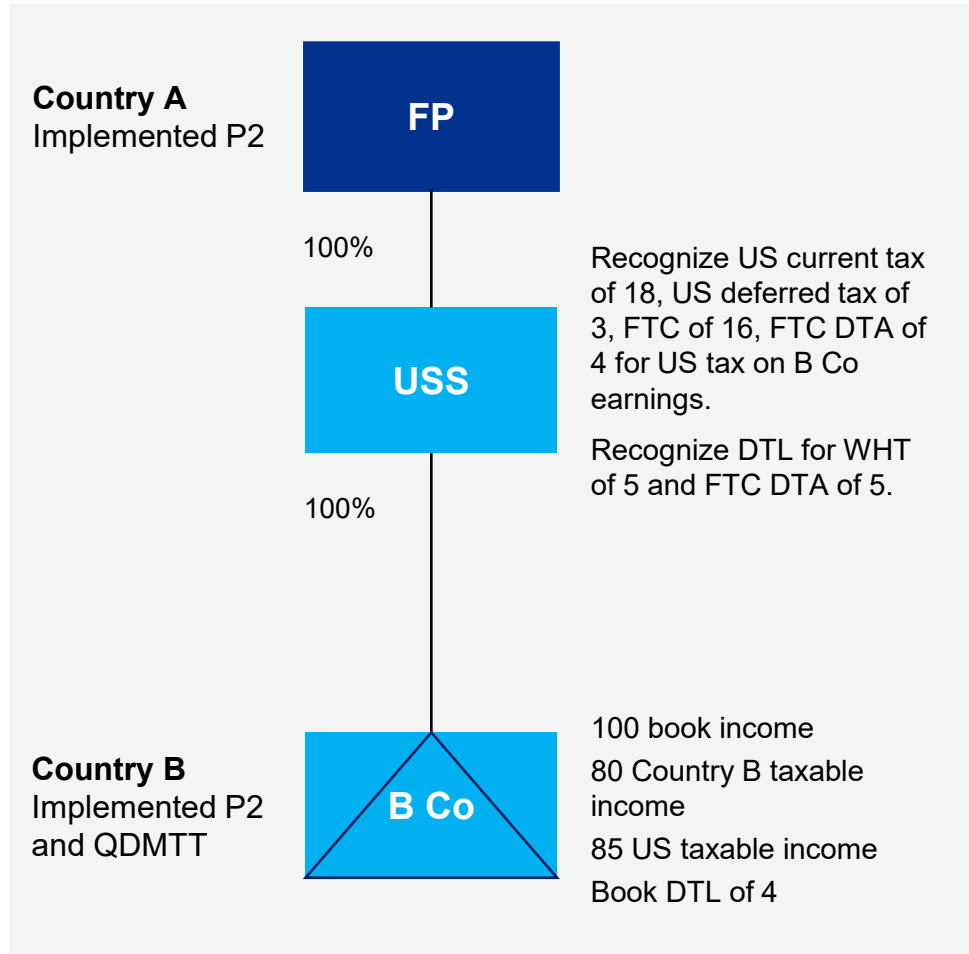 FP
Country A
Implemented P2
100%
Recognize US current tax
of 18, US deferred tax of
3, FTC of 16, FTC DTA of
4 for US tax on B Co
earnings.
USS
Recognize DTL for WHT
of 5 and FTC DTA of 5.
100%
Country B
Implemented P2
and QDMTT
B Co
100 book income
80 Country B taxable
income
85 US taxable income
Book DTL of 4